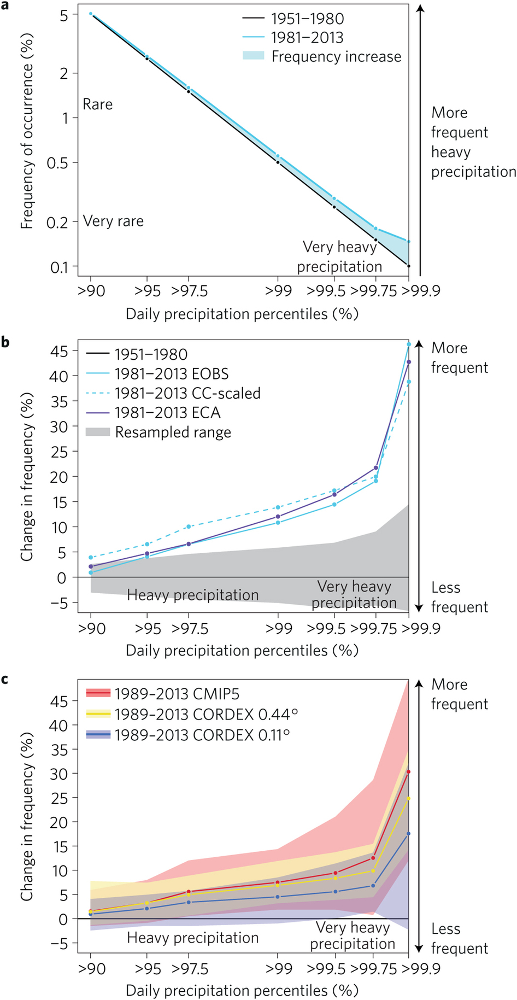 a
5
2
1
0.5
0.2
0.1
Frequency of occurrence (%)
1951–1980
1981–2013
Frequency increase
Rare
Very rare
Very heavy
precipitation
More
frequent
heavy
precipitation
>90 >95 >97.5 >99 >99.5 >99.75 >99.9
Daily precipitation percentiles (%)
b
45
40
35
30
25
20
15
10
5
0
−5
Change in frequency (%)
1951–1980
1981–2013 EOBS
1981–2013 CC-scaled
1981–2013 ECA
Resampled range
Heavy precipitation
Very heavy
precipitation
More
frequent
Less
frequent
>90 >95 >97.5 >99 >99.5 >99.75 >99.9
Daily precipitation percentiles (%)
c
45
40
35
30
25
20
15
10
5
0
−5
Change in frequency (%)
1989–2013 CMIP5
1989–2013 CORDEX 0.44°
1989–2013 CORDEX 0.11°
Heavy precipitation
Very heavy
precipitation
More
frequent
Less
frequent
>90 >95 >97.5 >99 >99.5 >99.75 >99.9
Daily precipitation percentiles (%)